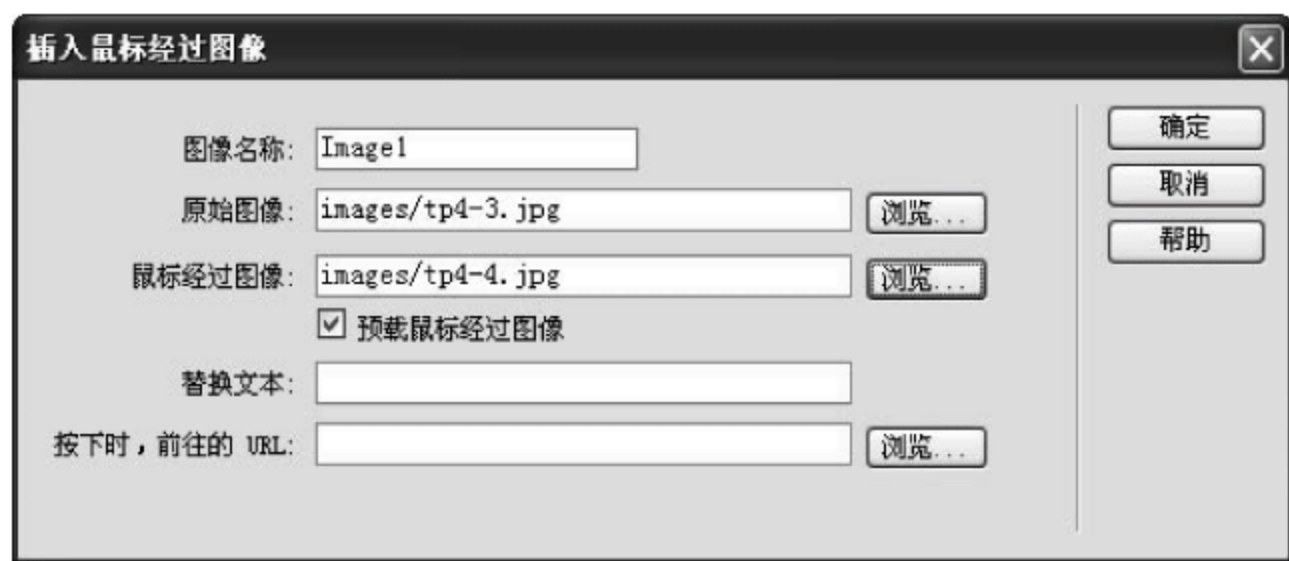 插入鼠标经过图像
图像名称: Image1
确定
原始图像: images/tp4-3.jpg 浏览...
取消
鼠标经过图像: images/tp4-4.jpg 浏览...
帮助
预载鼠标经过图像
替换文本:
按下时，前往的 URL: 浏览...